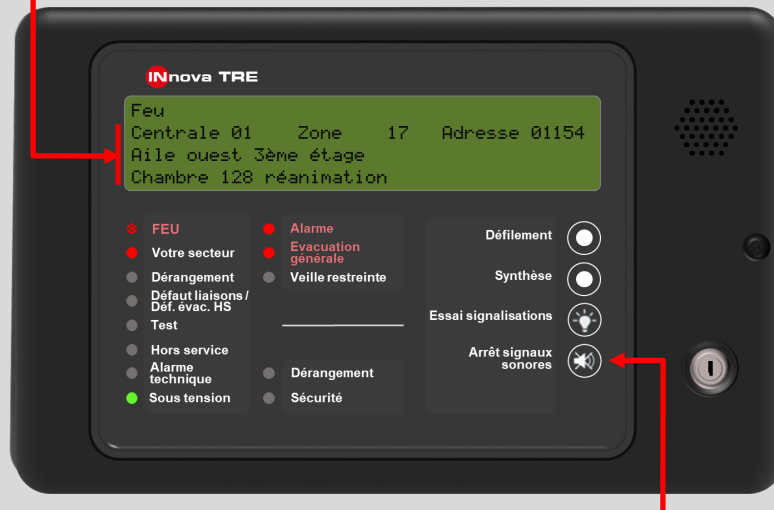 INnova TRE
Feu
Centrale 01 Zone 17 Adresse 01154
Aile ouest 3ème étage
Chambre 128 réanimation
FEU
Votre secteur
Dérangement
Défaut liaisons /
Déf. évac. HS
Test
Hors service
Alarme
technique
Sous tension
Alarme
Evacuation
générale
Veille restreinte
Dérangement
Sécurité
Défilement
Synthèse
Essai signalisations
Arrêt signaux
sonores